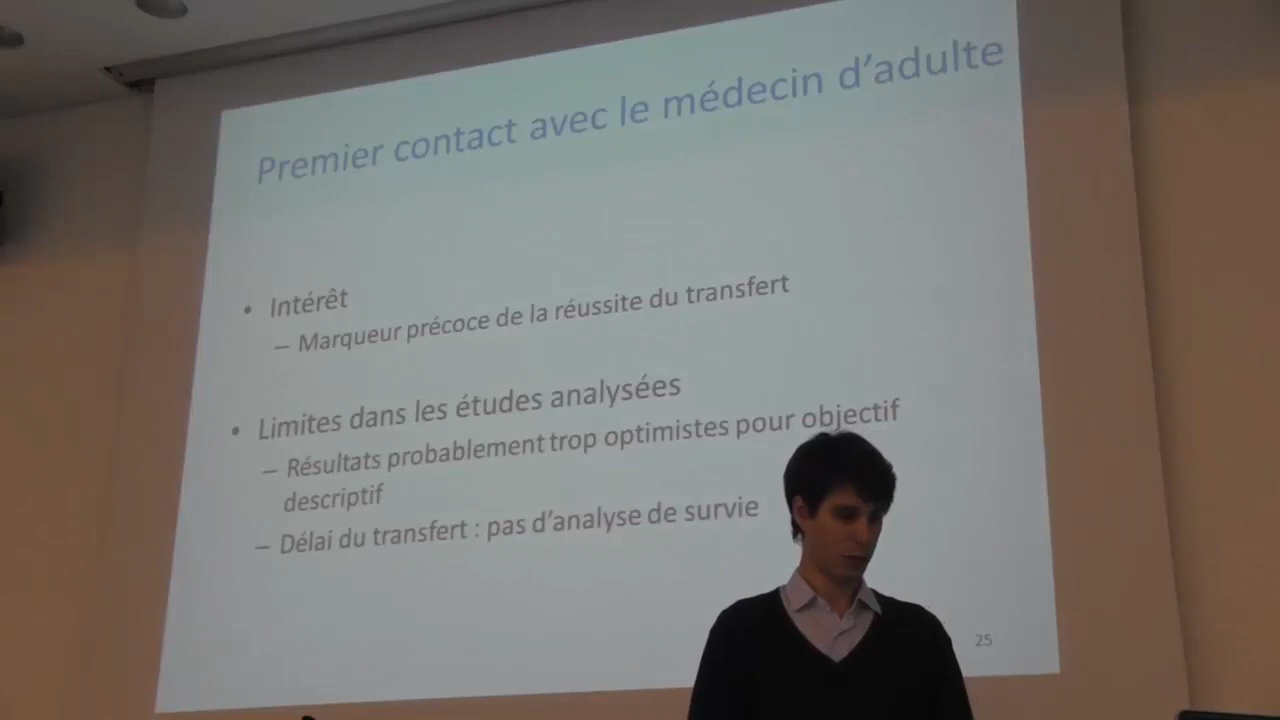 Premier contact avec le médecin d'adulte
• Intérêt
– Marqueur précoce de la réussite du transfert
• Limites dans les études analysées
– Résultats probablement trop optimistes pour objectif
descriptif
– Délai du transfert : pas d'analyse de survie
25